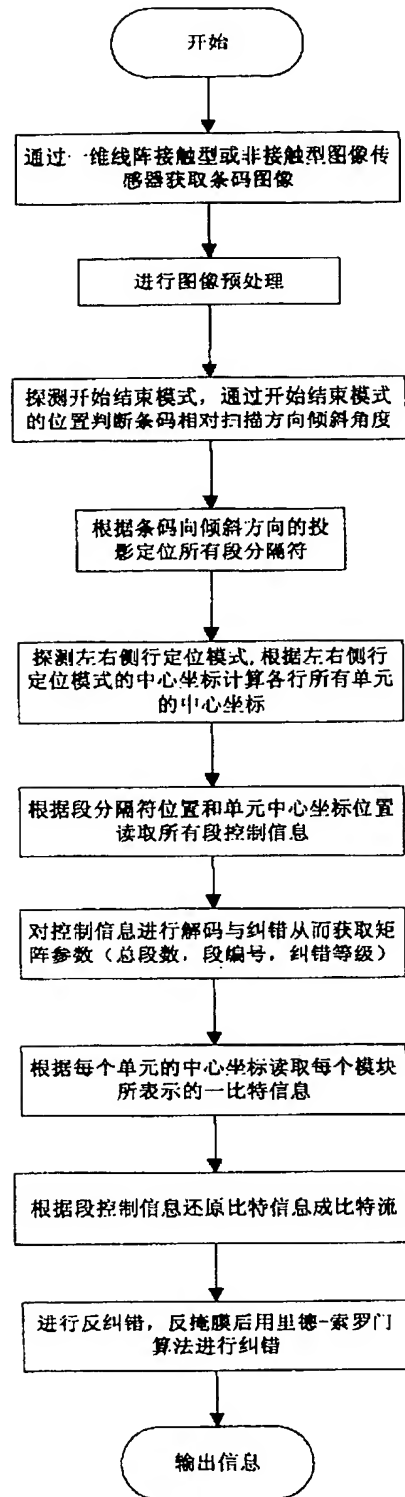 开始
通过一维线阵接触型或非接触型图像传
感器获取条码图像
进行图像预处理
探测开始结束模式，通过开始结束模式
的位置判断条码相对扫描方向倾斜角度
根据条码向倾斜方向的投
影定位所有段分隔符
探测左右侧行定位模式,根据左右侧行
定位模式的中心坐标计算各行所有单元
的中心坐标
根据段分隔符位置和单元中心坐标位置
读取所有段控制信息
对控制信息进行解码与纠错从而获取矩
阵参数（总段数，段编号，纠错等级）
根据每个单元的中心坐标读取每个模块
所表示的一比特信息
根据段控制信息还原比特信息成比特流
进行反纠错，反掩膜后用里德-索罗门
算法进行纠错
输出信息